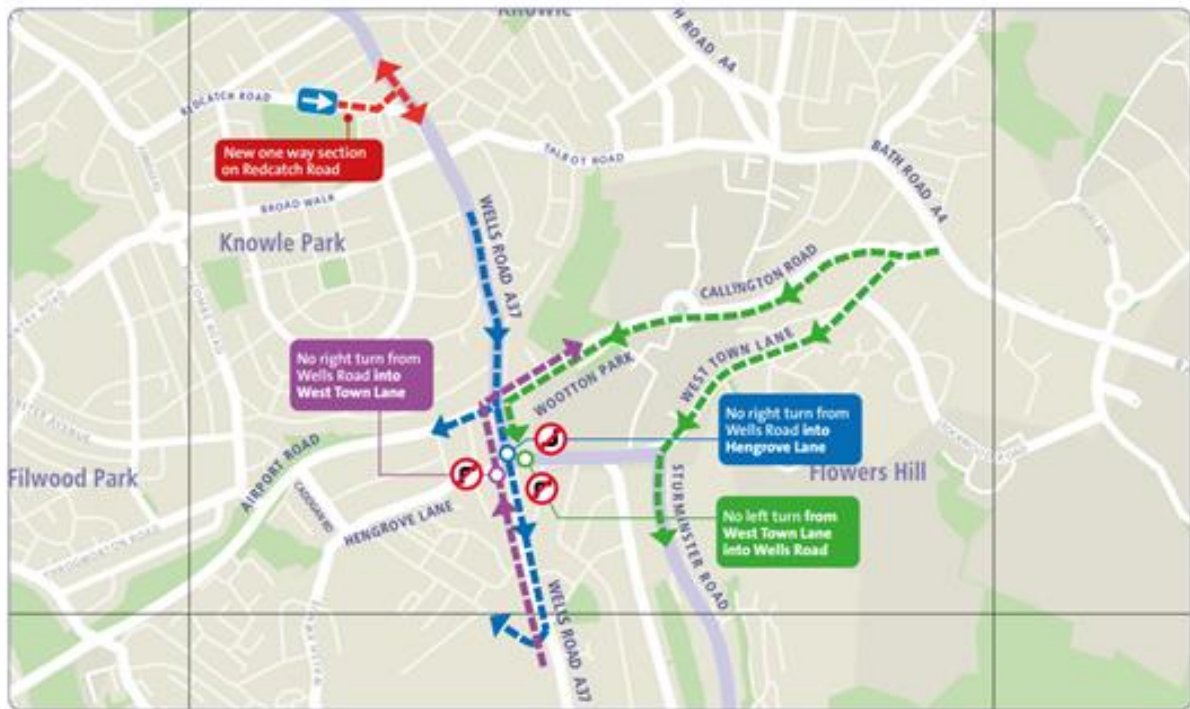 Knowle
H ROAD A4
REDCATCH ROAD
New one way section
on Redcatch Road
TALBOT ROAD
BATH ROAD A4
BROAD WALK
Knowle Park
WELLS ROAD A37
CALLINGTON ROAD
No right turn from
Wells Road into
West Town Lane
WOOTTON PARK
WEST TOWN LANE
No right turn from
Wells Road into
Hengrove Lane
Filwood Park
AIRPORT ROAD
Flowers Hill
CADOGAN RD
HENGROVE LANE
STURMINSTER ROAD
No left turn from
West Town Lane
into Wells Road
WELLS ROAD A37